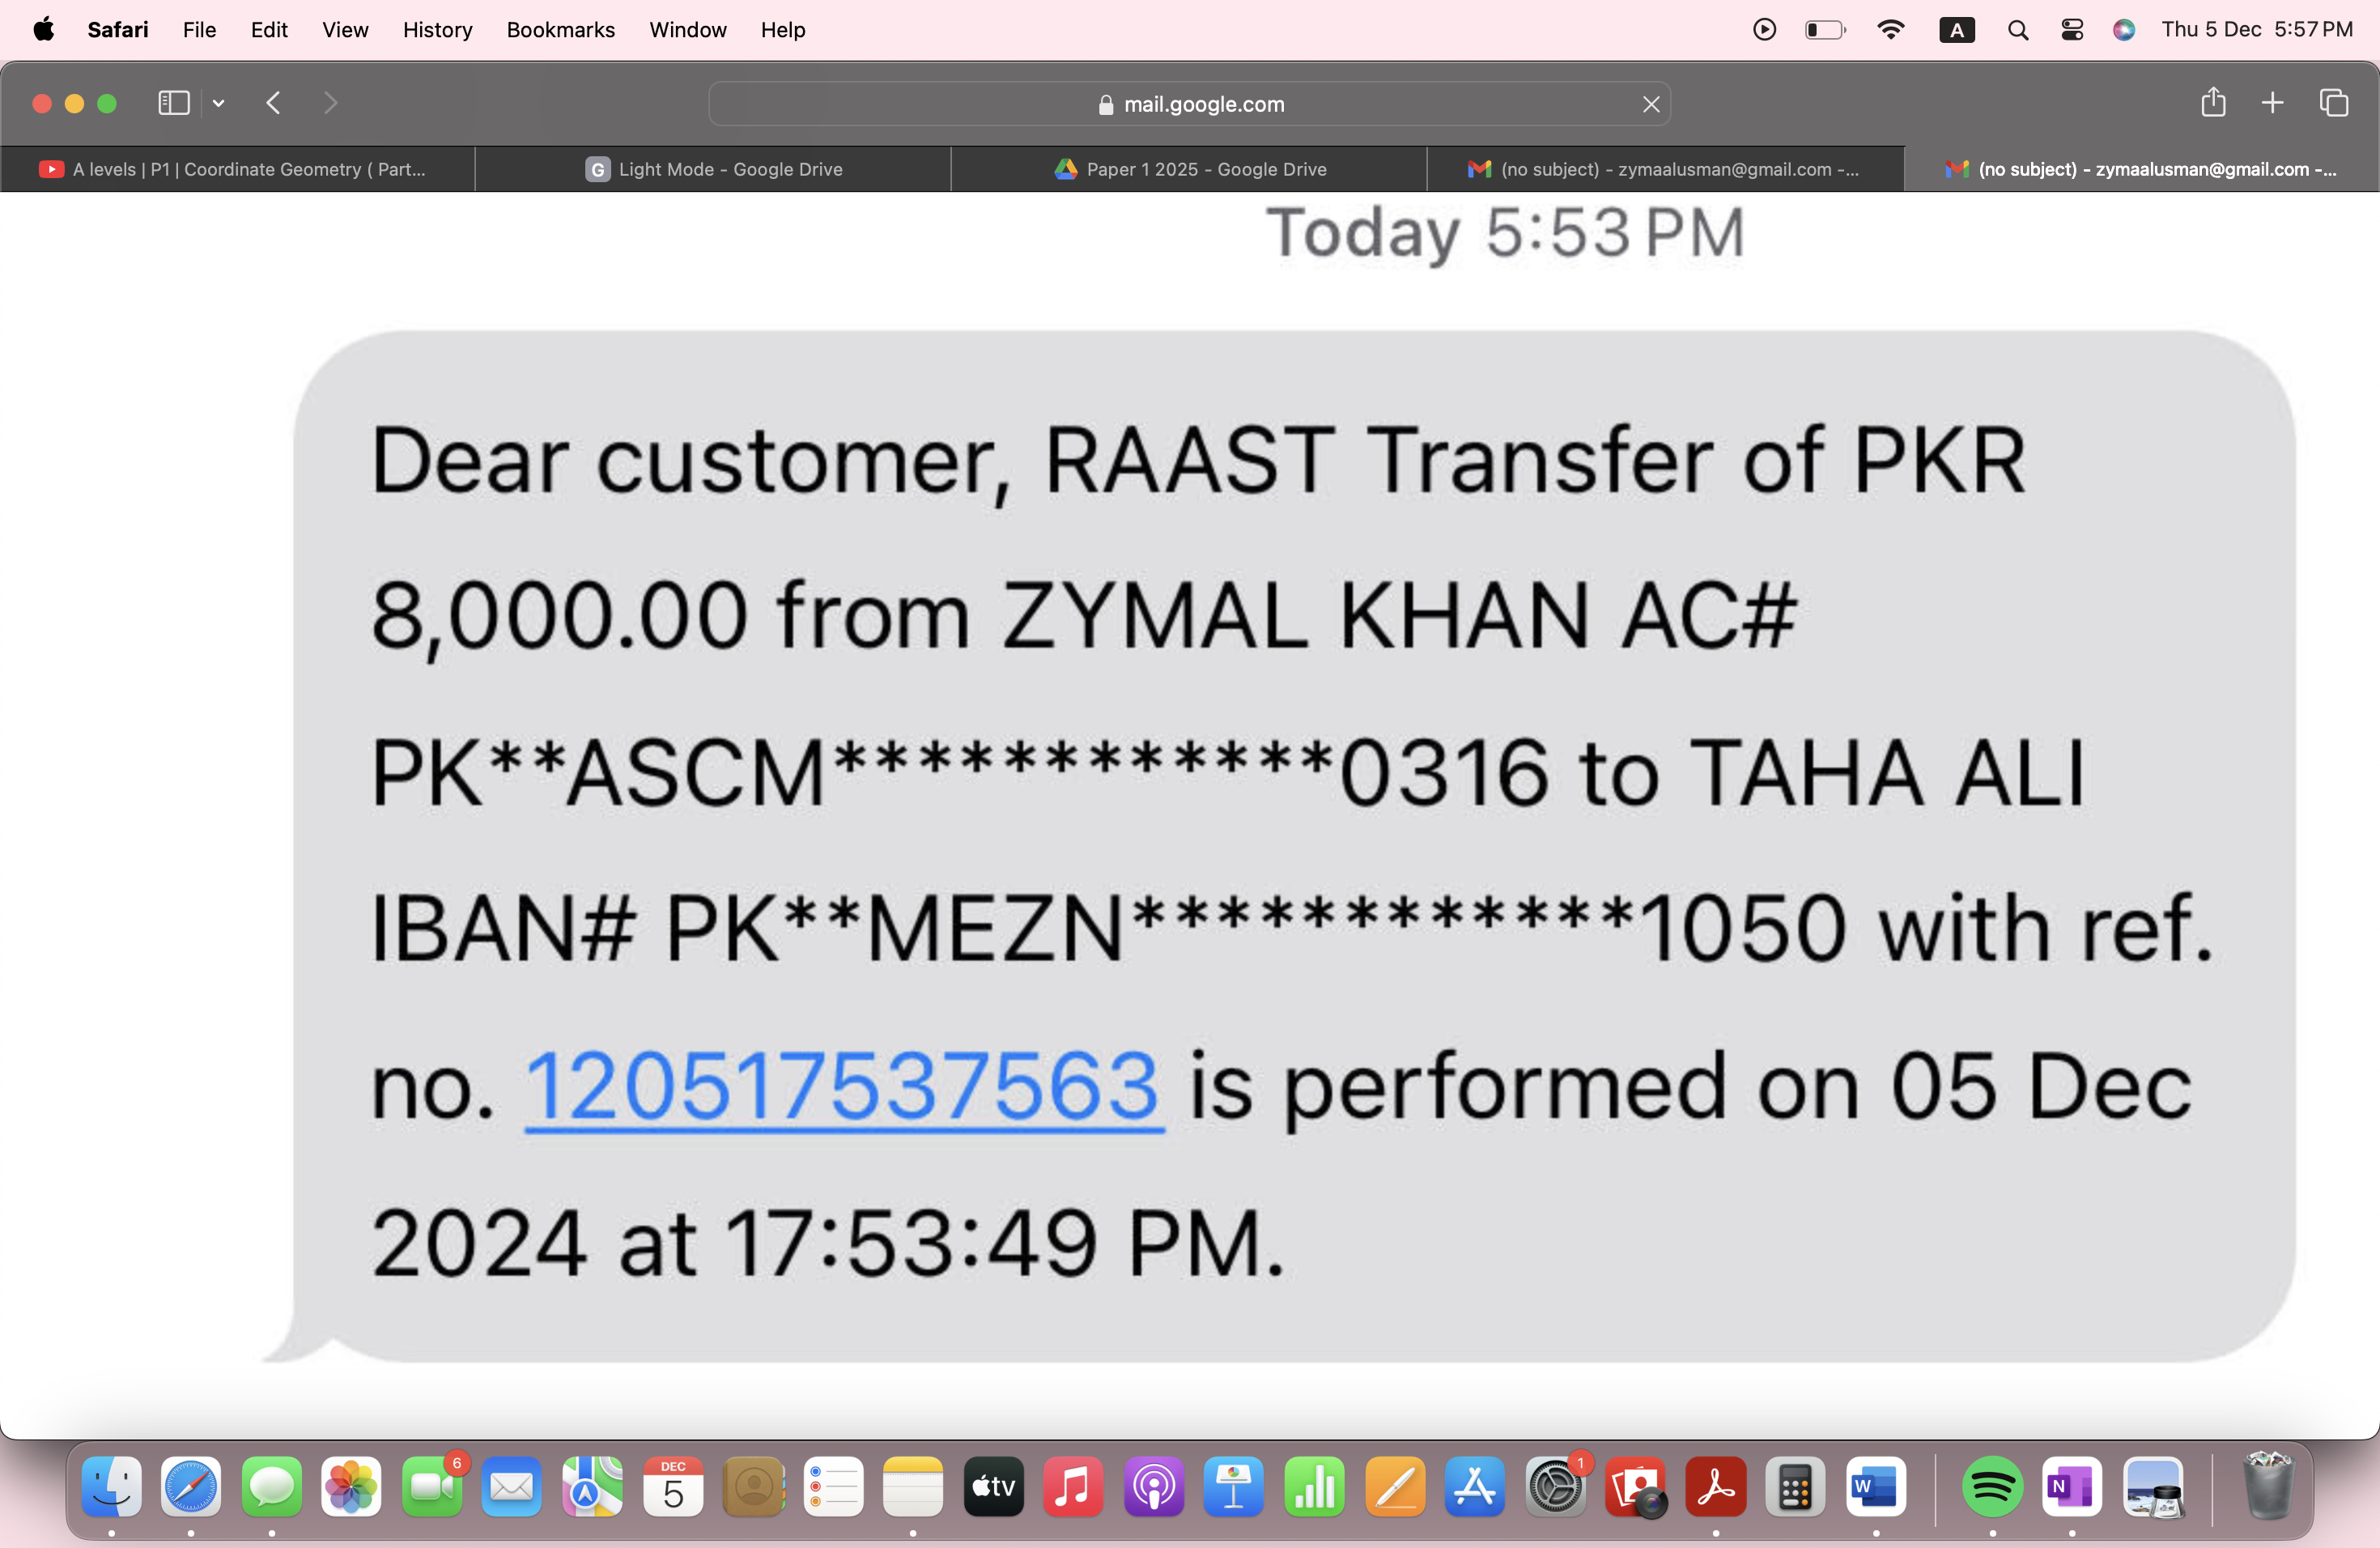 Safari File Edit View History Bookmarks Window Help A Thu 5 Dec 5:57 PM
mail.google.com
A levels | P1 | Coordinate Geometry ( Part... G Light Mode - Google Drive Paper 1 2025 - Google Drive (no subject) - zymaalusman@gmail.com -... (no subject) - zymaalusman@gmail.com -...
Today 5:53 PM
Dear customer, RAAST Transfer of PKR
8,000.00 from ZYMAL KHAN AC#
PK**ASCM************0316 to TAHA ALI
IBAN# PK**MEZN************1050 with ref.
no. 120517537563 is performed on 05 Dec
2024 at 17:53:49 PM.
6 DEC 5 tv 1 W N